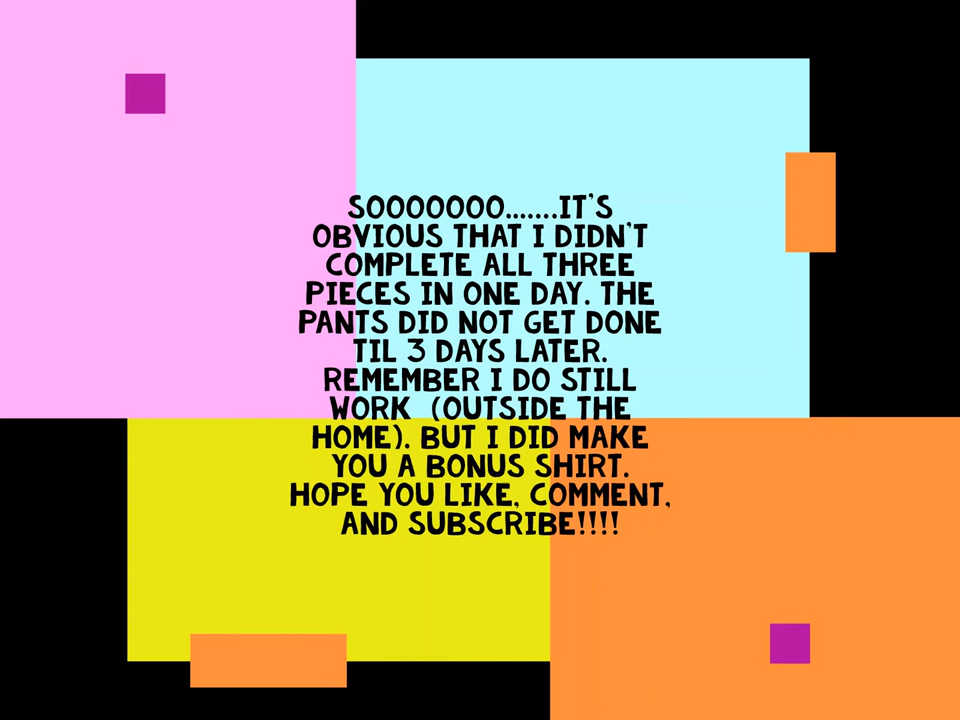 SOOOOOOO.......IT'S
OBVIOUS THAT I DIDN'T
COMPLETE ALL THREE
PIECES IN ONE DAY. THE
PANTS DID NOT GET DONE
TIL 3 DAYS LATER.
REMEMBER I DO STILL
WORK (OUTSIDE THE
HOME). BUT I DID MAKE
YOU A BONUS SHIRT.
HOPE YOU LIKE, COMMENT,
AND SUBSCRIBE!!!!